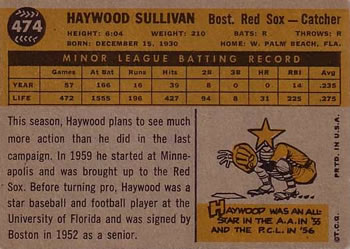 474
HAYWOOD SULLIVAN Bost. Red Sox — Catcher
HEIGHT: 6:04 WEIGHT: 210 BATS: R THROWS: R
BORN: DECEMBER 15, 1930 HOME: W. PALM BEACH, FLA.
MINOR LEAGUE BATTING RECORD
Games At Bat Runs Hits 2B 3B HR RBI Avg.
YEAR 57 166 19 39 8 0 1 14 .235
LIFE 472 1555 196 427 94 8 31 225 .275
This season, Haywood plans to see much
more action than he did in the last
campaign. In 1959 he started at Minne-
apolis and was brought up to the Red
Sox. Before turning pro, Haywood was a
star baseball and football player at the
University of Florida and was signed by
Boston in 1952 as a senior.
HAYWOOD WAS AN ALL-
STAR IN THE A.A. IN '55
AND THE P.C.L. IN '56
©T.C.G. PRTD. IN U.S.A.